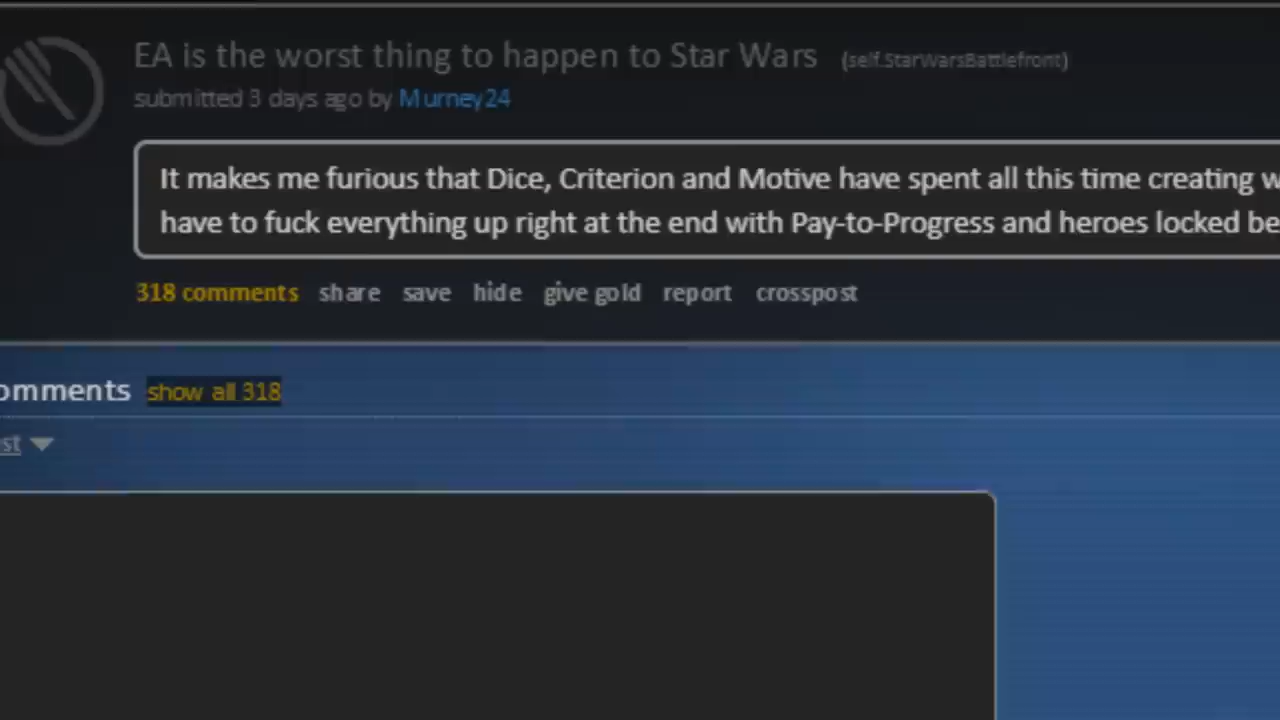 EA is the worst thing to happen to Star Wars (self.StarWarsBattlefront)
submitted 3 days ago by Murney24
It makes me furious that Dice, Criterion and Motive have spent all this time creating
have to fuck everything up right at the end with Pay-to-Progress and heroes locked
318 comments share save hide give gold report crosspost
omments show all 318
st